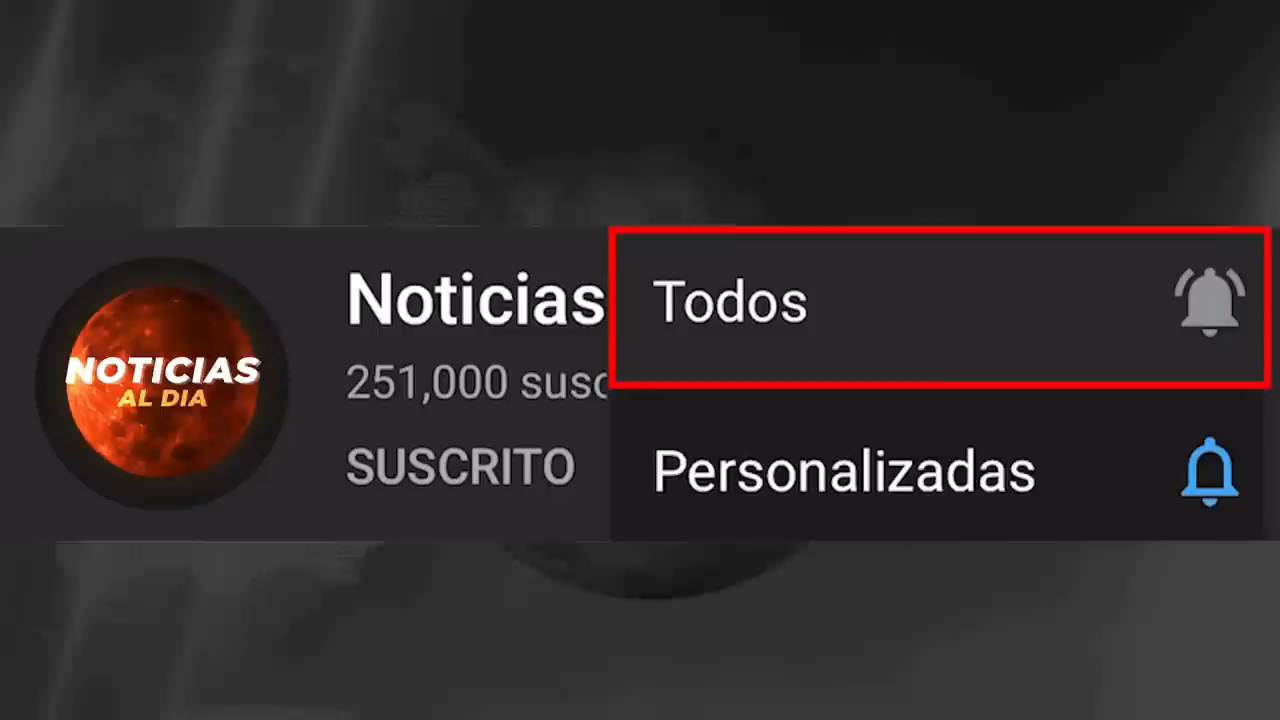 NOTICIAS
AL DIA
Noticias
251,000 susc
SUSCRITO
Todos
Personalizadas